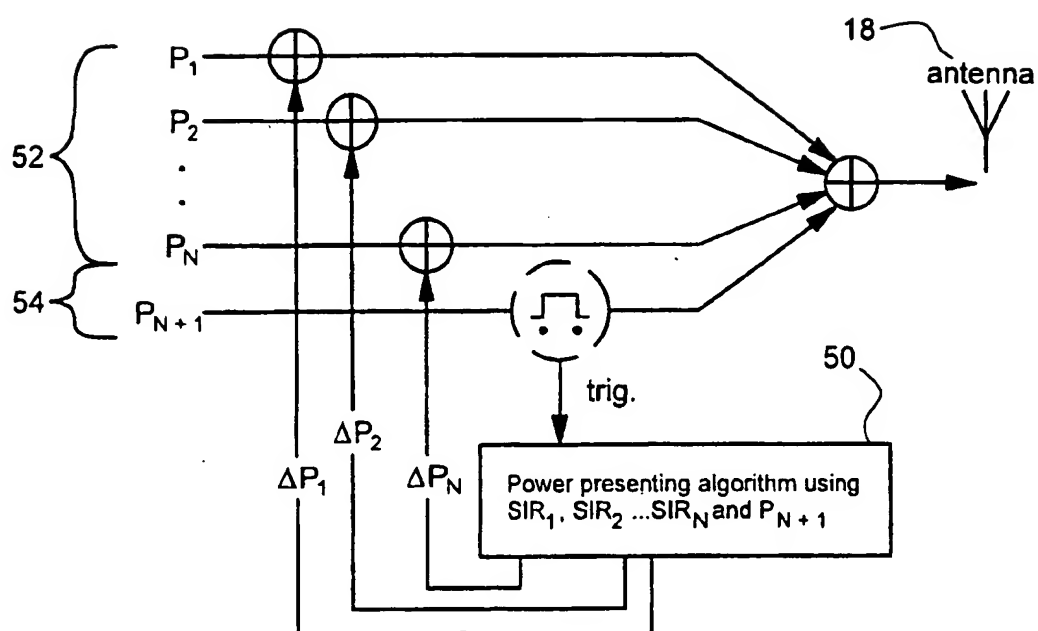 18
antenna
P1
P2
52
PN
54
PN + 1
50
trig.
ΔP2
ΔP1
ΔPN
Power presenting algorithm using
SIR1, SIR2 ...SIRN and PN + 1